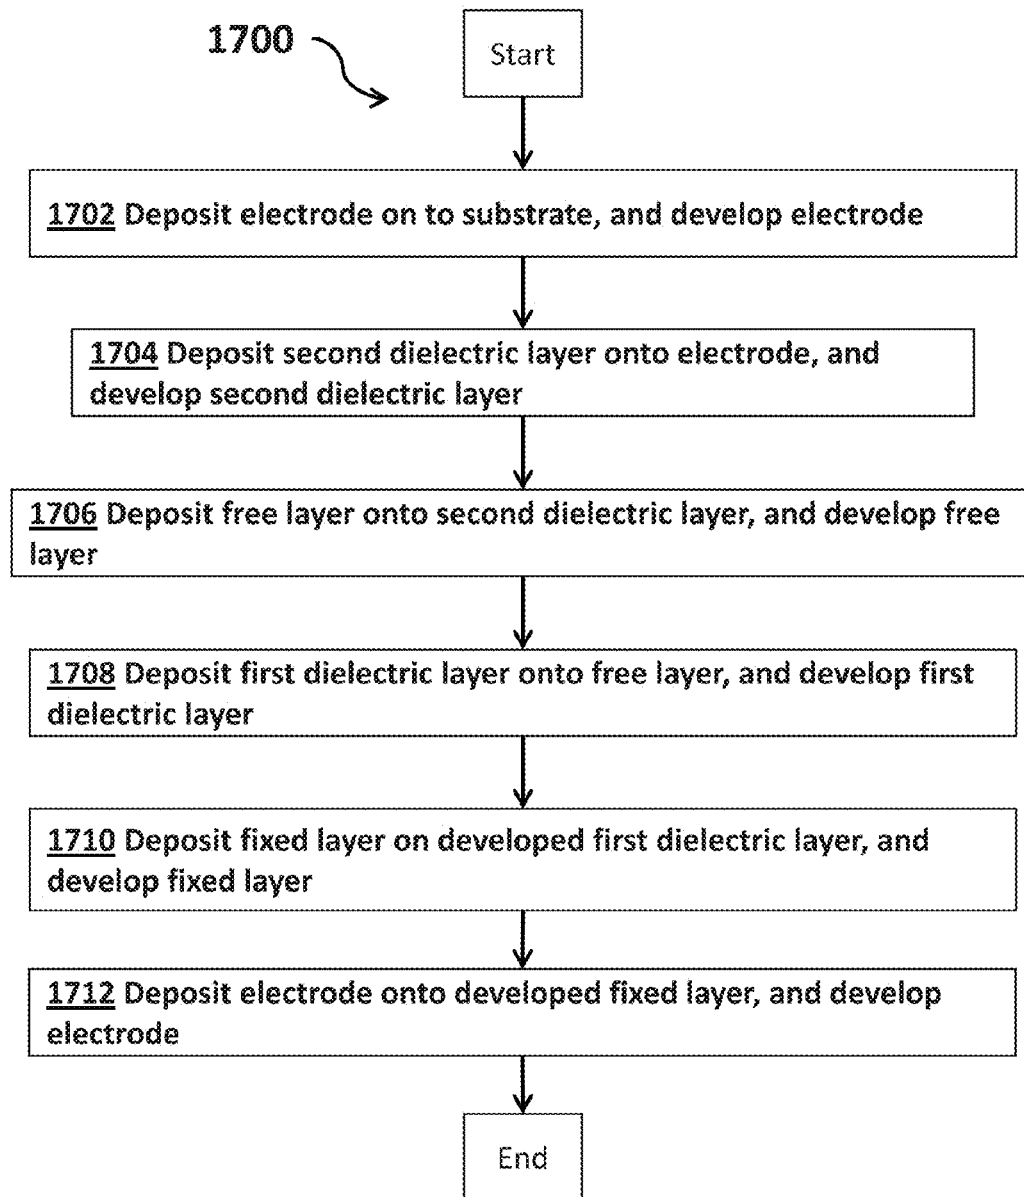 1700
Start
1702 Deposit electrode on to substrate, and develop electrode
1704 Deposit second dielectric layer onto electrode, and
develop second dielectric layer
1706 Deposit free layer onto second dielectric layer, and develop free
layer
1708 Deposit first dielectric layer onto free layer, and develop first
dielectric layer
1710 Deposit fixed layer on developed first dielectric layer, and
develop fixed layer
1712 Deposit electrode onto developed fixed layer, and develop
electrode
End